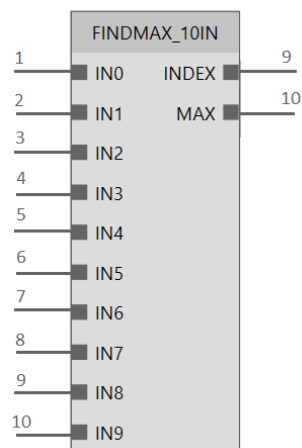 FINDMAX_10IN
1 IN0 INDEX 9
2 IN1 MAX 10
3 IN2
4 IN3
5 IN4
6 IN5
7 IN6
8 IN7
9 IN8
10 IN9